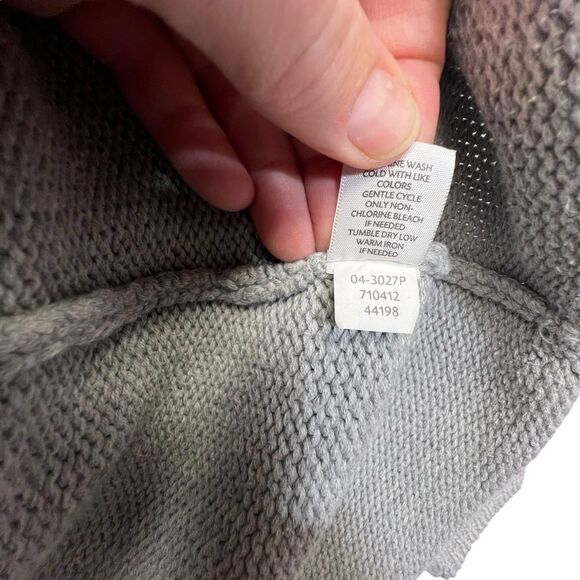 WASH
COLD WITH LIKE
COLORS
GENTLE CYCLE
ONLY NON-
CHLORINE BLEACH
IF NEEDED
TUMBLE DRY LOW
WARM IRON
IF NEEDED
04-3027P
710412
44198